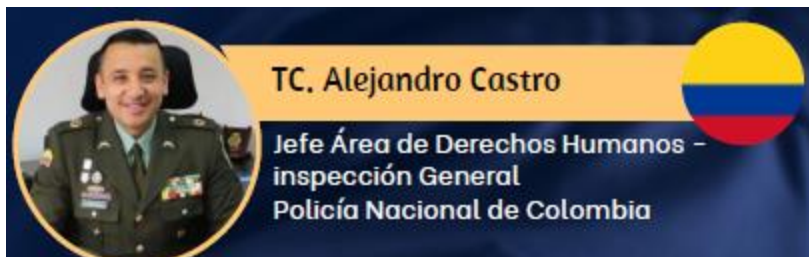 TC. Alejandro Castro
Jefe Área de Derechos Humanos -
inspección General
Policía Nacional de Colombia